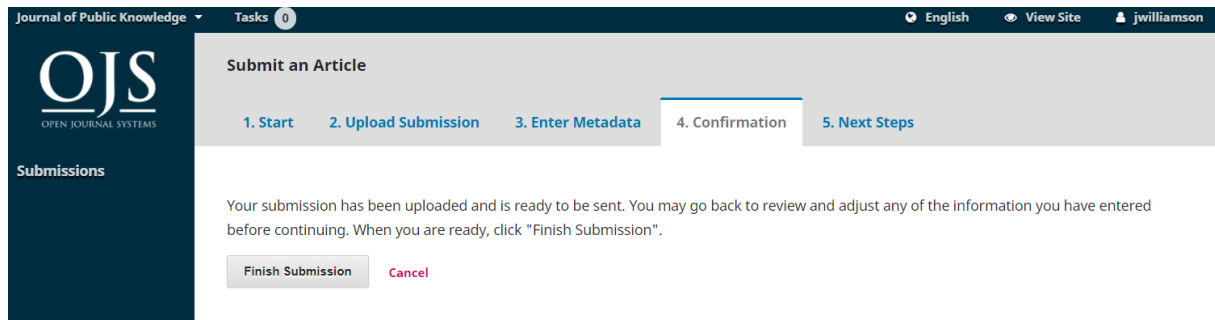 Journal of Public Knowledge Tasks 0 English View Site jwilliamson
OJS
OPEN JOURNAL SYSTEMS
Submissions
Submit an Article
1. Start 2. Upload Submission 3. Enter Metadata 4. Confirmation 5. Next Steps
Your submission has been uploaded and is ready to be sent. You may go back to review and adjust any of the information you have entered
before continuing. When you are ready, click "Finish Submission".
Finish Submission Cancel